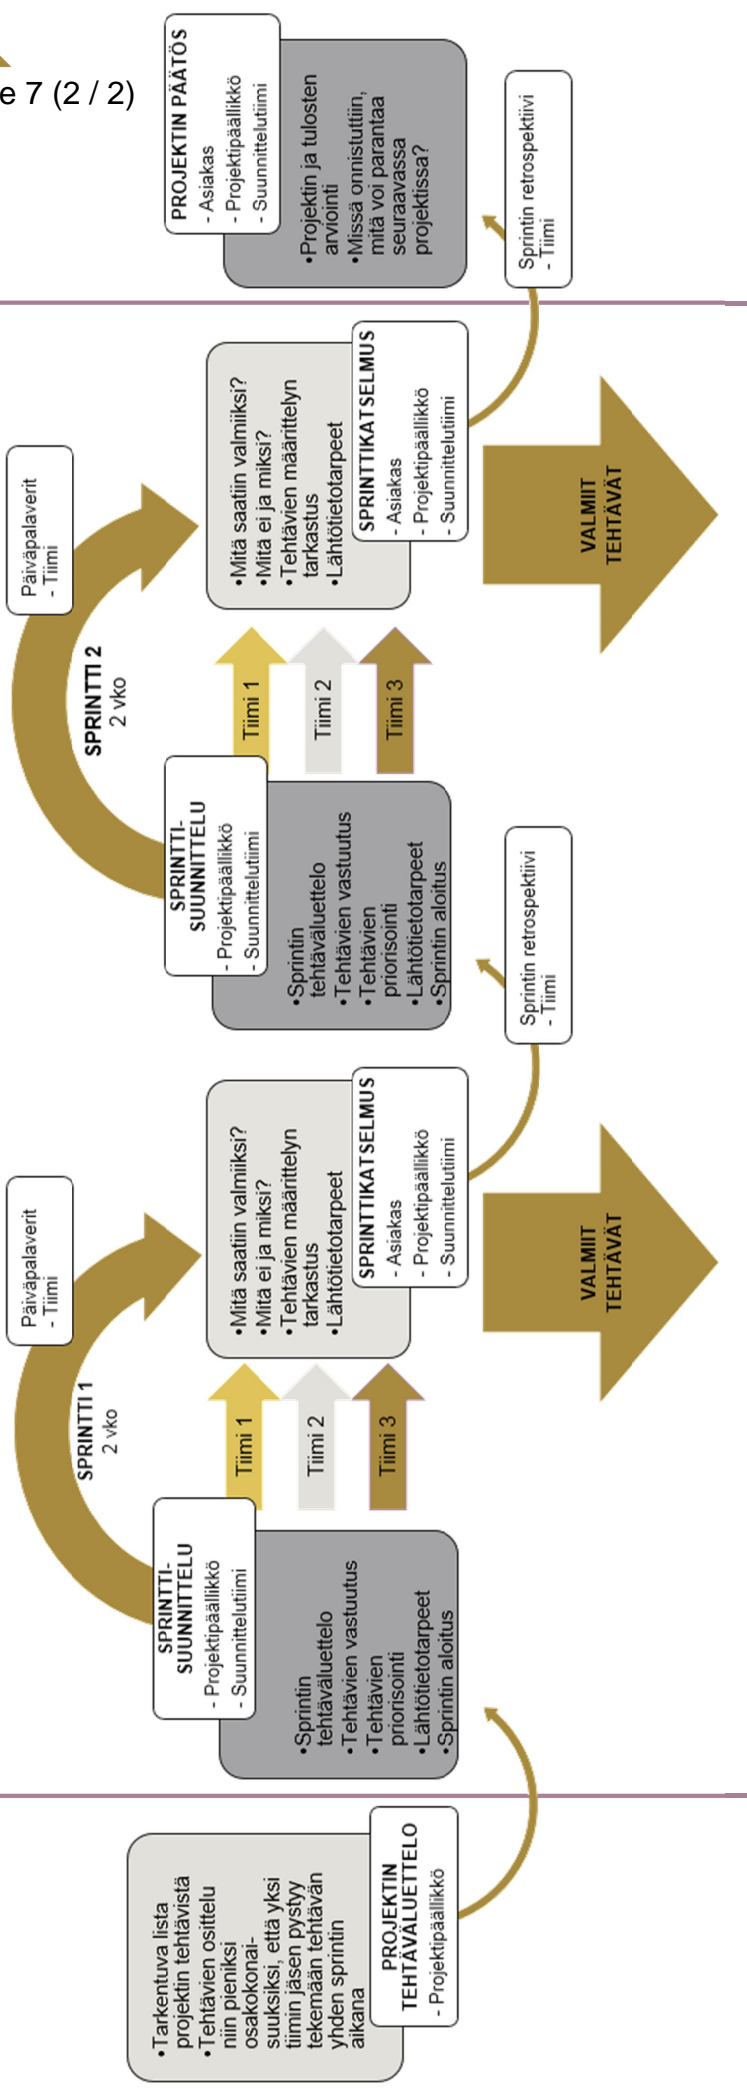 e 7 (2 / 2)
•Tarkentuva lista
projektin tehtävistä
•Tehtävien osittelu
niin pieniksi
osakokonai-
suuksiksi, että yksi
tiimin jäsen pystyy
tekemään tehtävän
yhden sprintin
aikana
PROJEKTIN
TEHTÄVÄLUETTELO
- Projektipäällikkö
SPRINTTI-
SUUNNITTELU
- Projektipäällikkö
- Suunnittelutiimi
•Sprintin
tehtäväluettelo
•Tehtävien vastuutus
•Tehtävien
priorisointi
•Lähtötietotarpeet
•Sprintin aloitus
SPRINTTI 1
2 vko
Päiväpalaverit
- Tiimi
Tiimi 1
Tiimi 2
Tiimi 3
•Mitä saatiin valmiiksi?
•Mitä ei ja miksi?
•Tehtävien määrittelyn
tarkastus
•Lähtötietotarpeet
SPRINTTIKATSELMUS
- Asiakas
- Projektipäällikkö
- Suunnittelutiimi
VALMIIT
TEHTÄVÄT
Sprintin retrospektiivi
- Tiimi
SPRINTTI-
SUUNNITTELU
- Projektipäällikkö
- Suunnittelutiimi
•Sprintin
tehtäväluettelo
•Tehtävien vastuutus
•Tehtävien
priorisointi
•Lähtötietotarpeet
•Sprintin aloitus
SPRINTTI 2
2 vko
Päiväpalaverit
- Tiimi
Tiimi 1
Tiimi 2
Tiimi 3
•Mitä saatiin valmiiksi?
•Mitä ei ja miksi?
•Tehtävien määrittelyn
tarkastus
•Lähtötietotarpeet
SPRINTTIKATSELMUS
- Asiakas
- Projektipäällikkö
- Suunnittelutiimi
VALMIIT
TEHTÄVÄT
Sprintin retrospektiivi
- Tiimi
PROJEKTIN PÄÄTÖS
- Asiakas
- Projektipäällikkö
- Suunnittelutiimi
•Projektin ja tulosten
arviointi
•Missä onnistuttiin,
mitä voi parantaa
seuraavassa
projektissa?